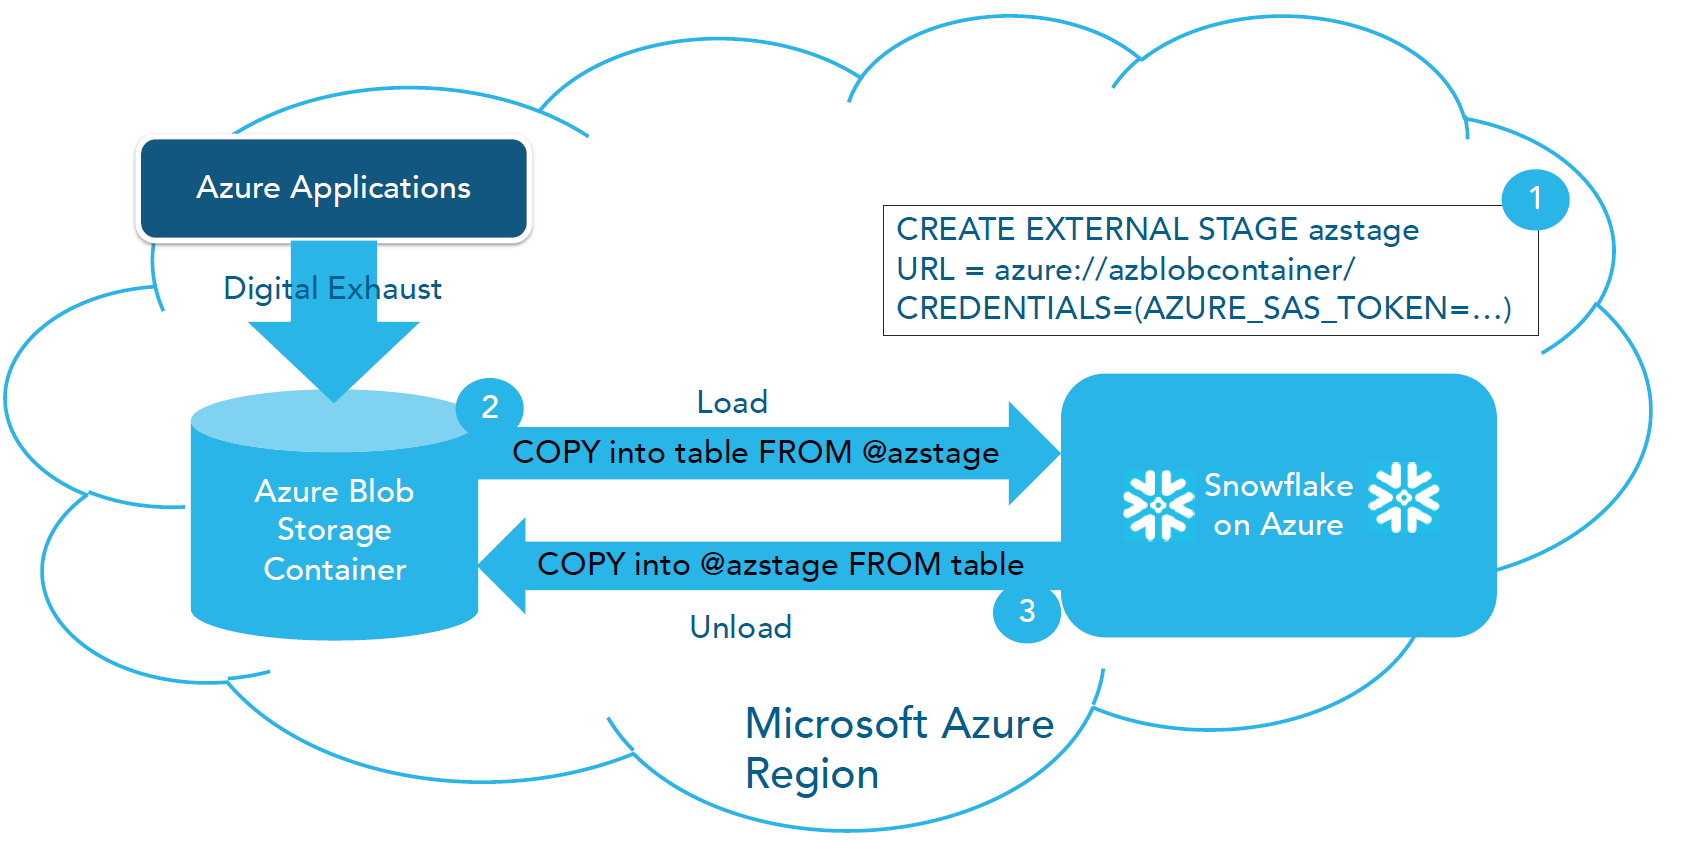 Azure Applications
Digital Exhaust
1
CREATE EXTERNAL STAGE azstage
URL = azure://azblobcontainer/
CREDENTIALS=(AZURE_SAS_TOKEN=…)
2
Load
COPY into table FROM @azstage
Azure Blob
Storage
Container
Snowflake
on Azure
COPY into @azstage FROM table
3
Unload
Microsoft Azure
Region